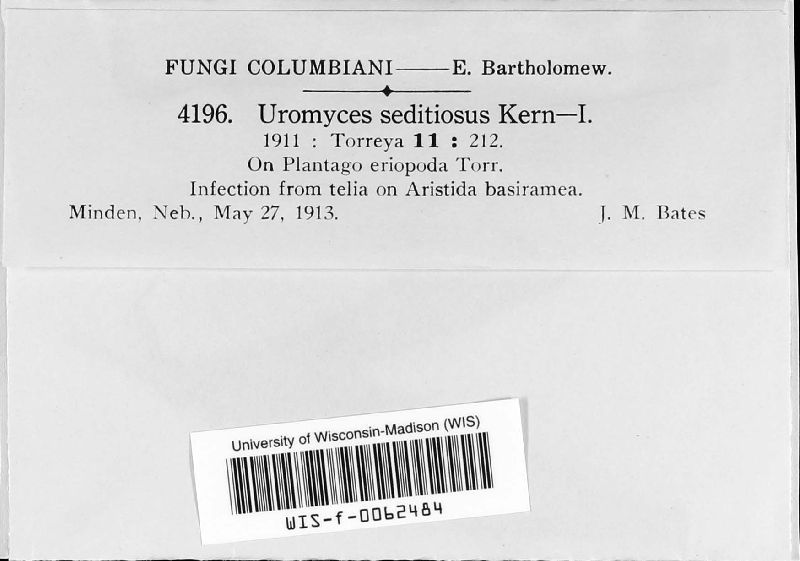 FUNGI COLUMBIANI——E. Bartholomew.
4196. Uromyces seditiosus Kern—I.
1911 : Torreya 11 : 212.
On Plantago eriopoda Torr.
Infection from telia on Aristida basiramea.
Minden, Neb., May 27, 1913. J. M. Bates
University of Wisconsin-Madison (WIS)
WIS-f-0062484